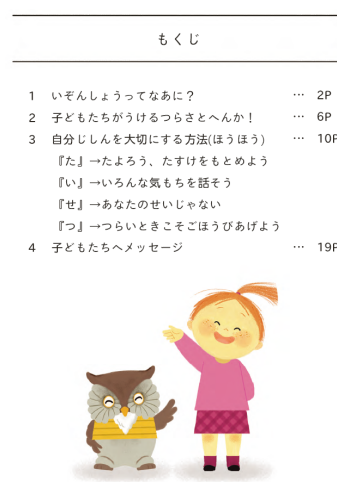 もくじ
1 いぞんしょうってなあに？ … 2P
2 子どもたちがうけるつらさとへんか！ … 6P
3 自分じしんを大切にする方法(ほうほう) … 10P
『た』→たよろう、たすけをもとめよう
『い』→いろんな気もちを話そう
『せ』→あなたのせいじゃない
『つ』→つらいときこそごほうびあげよう
4 子どもたちへメッセージ … 19P